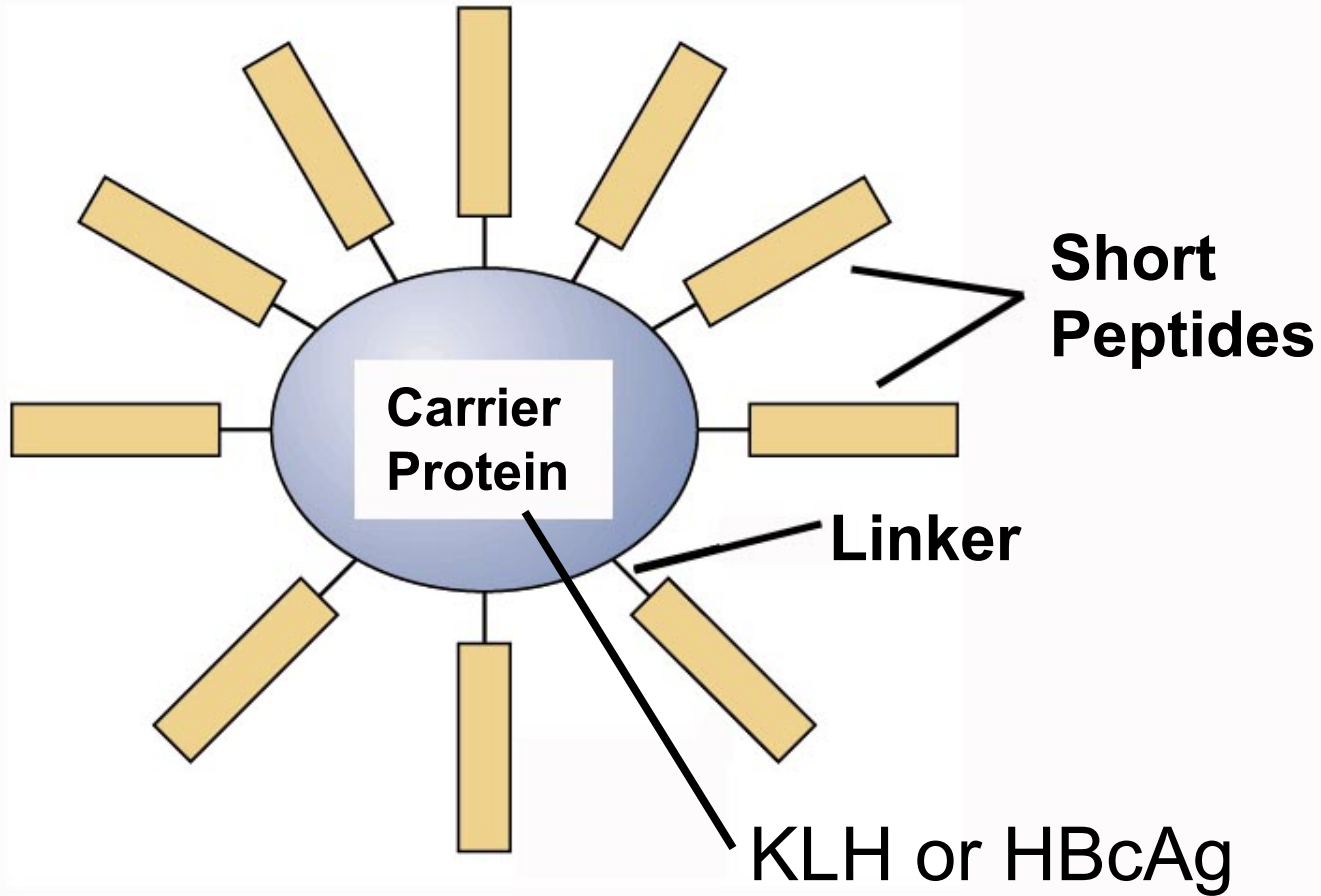 Short
Peptides
Carrier
Protein
Linker
KLH or HBcAg